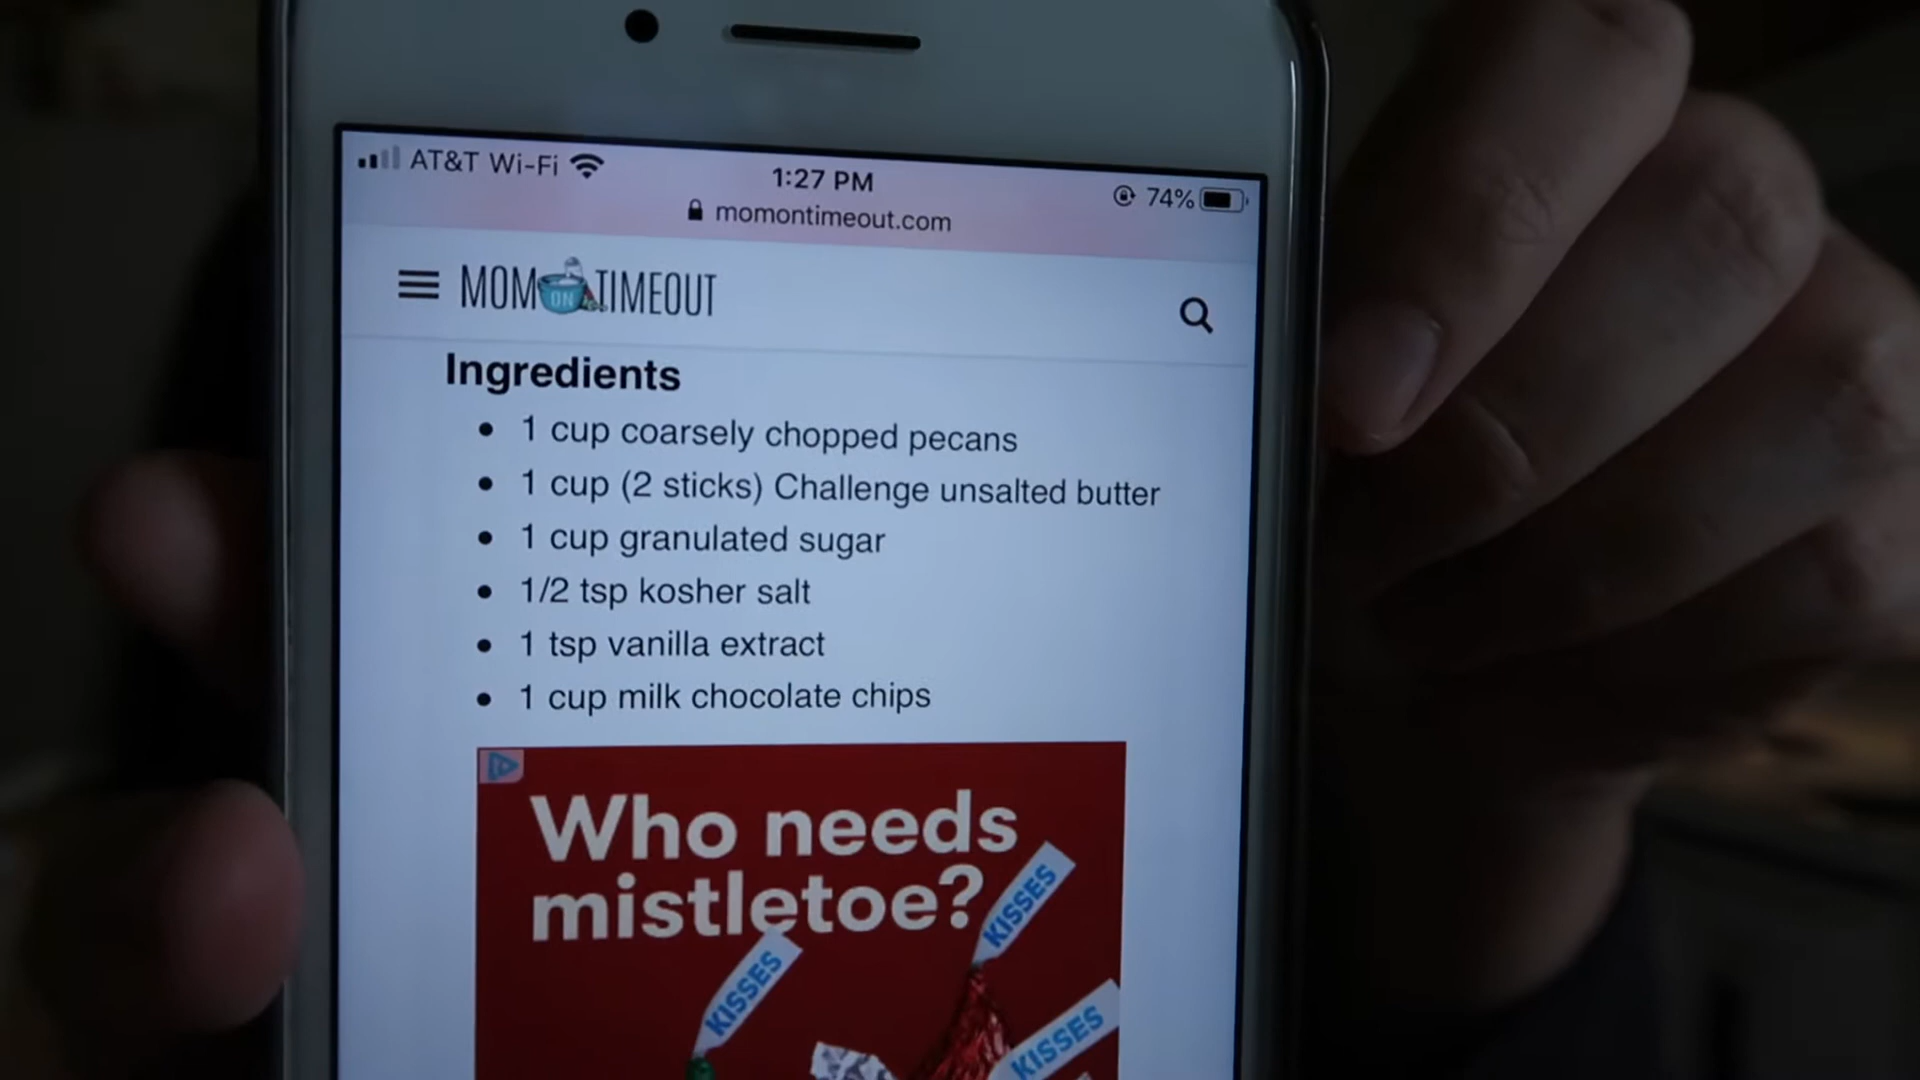 AT&T Wi-Fi 1:27 PM 74%
momontimeout.com
MOM ON TIMEOUT
Ingredients
• 1 cup coarsely chopped pecans
• 1 cup (2 sticks) Challenge unsalted butter
• 1 cup granulated sugar
• 1/2 tsp kosher salt
• 1 tsp vanilla extract
• 1 cup milk chocolate chips
Who needs
mistletoe?
KISSES
KISSES
KISSES